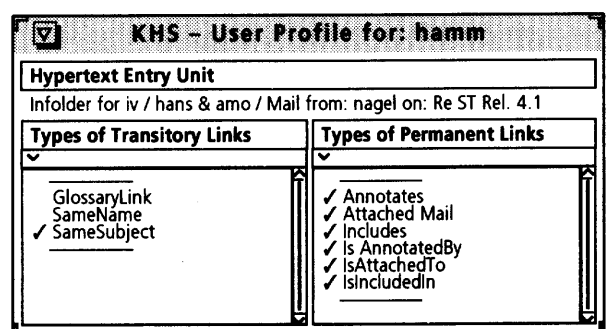 KHS – User Profile for: hamm
Hypertext Entry Unit
Infolder for iv / hans & amo / Mail from: nagel on: Re ST Rel. 4.1
Types of Transitory Links
GlossaryLink
SameName
✓ SameSubject
Types of Permanent Links
✓ Annotates
✓ Attached Mail
✓ Includes
✓ Is AnnotatedBy
✓ IsAttachedTo
✓ IsIncludedIn